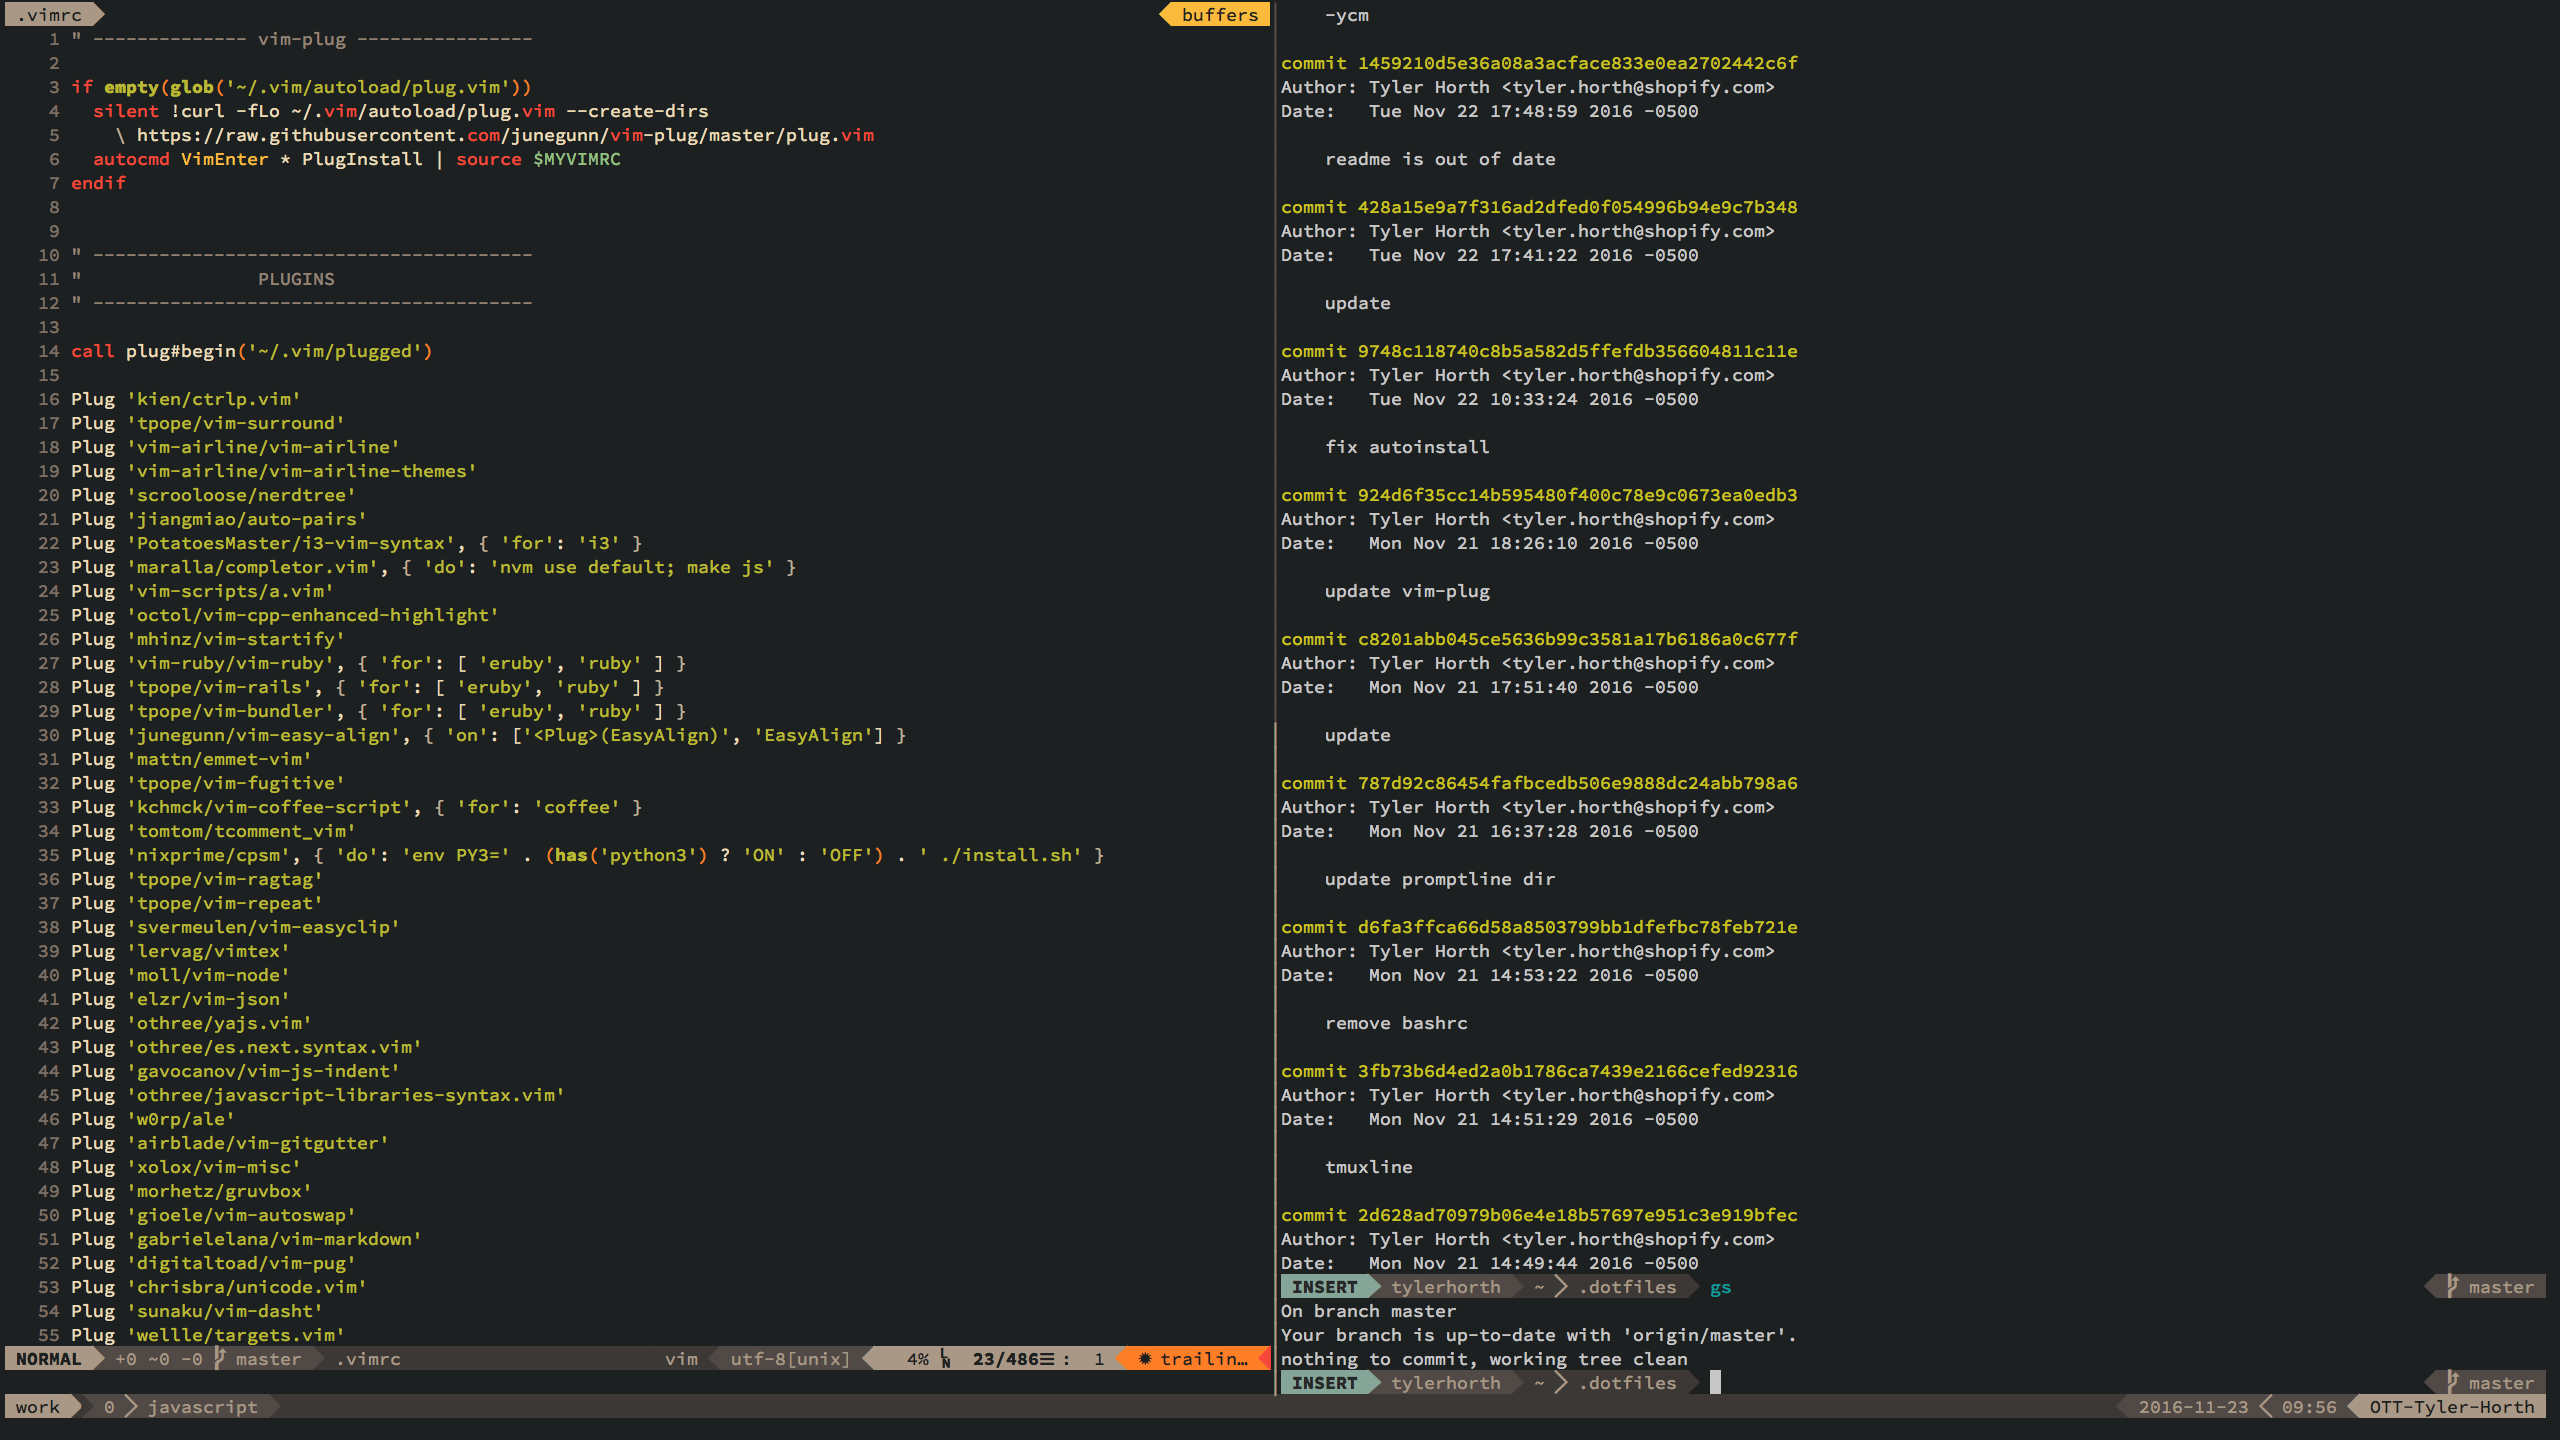 .vimrc buffers
1 " -------------- vim-plug ----------------
2
3 if empty(glob('~/.vim/autoload/plug.vim'))
4   silent !curl -fLo ~/.vim/autoload/plug.vim --create-dirs
5     \ https://raw.githubusercontent.com/junegunn/vim-plug/master/plug.vim
6   autocmd VimEnter * PlugInstall | source $MYVIMRC
7 endif
8
9
10 " ----------------------------------------
11 "                PLUGINS
12 " ----------------------------------------
13
14 call plug#begin('~/.vim/plugged')
15
16 Plug 'kien/ctrlp.vim'
17 Plug 'tpope/vim-surround'
18 Plug 'vim-airline/vim-airline'
19 Plug 'vim-airline/vim-airline-themes'
20 Plug 'scrooloose/nerdtree'
21 Plug 'jiangmiao/auto-pairs'
22 Plug 'PotatoesMaster/i3-vim-syntax', { 'for': 'i3' }
23 Plug 'maralla/completor.vim', { 'do': 'nvm use default; make js' }
24 Plug 'vim-scripts/a.vim'
25 Plug 'octol/vim-cpp-enhanced-highlight'
26 Plug 'mhinz/vim-startify'
27 Plug 'vim-ruby/vim-ruby', { 'for': [ 'eruby', 'ruby' ] }
28 Plug 'tpope/vim-rails', { 'for': [ 'eruby', 'ruby' ] }
29 Plug 'tpope/vim-bundler', { 'for': [ 'eruby', 'ruby' ] }
30 Plug 'junegunn/vim-easy-align', { 'on': ['<Plug>(EasyAlign)', 'EasyAlign'] }
31 Plug 'mattn/emmet-vim'
32 Plug 'tpope/vim-fugitive'
33 Plug 'kchmck/vim-coffee-script', { 'for': 'coffee' }
34 Plug 'tomtom/tcomment_vim'
35 Plug 'nixprime/cpsm', { 'do': 'env PY3=' . (has('python3') ? 'ON' : 'OFF') . ' ./install.sh' }
36 Plug 'tpope/vim-ragtag'
37 Plug 'tpope/vim-repeat'
38 Plug 'svermeulen/vim-easyclip'
39 Plug 'lervag/vimtex'
40 Plug 'moll/vim-node'
41 Plug 'elzr/vim-json'
42 Plug 'othree/yajs.vim'
43 Plug 'othree/es.next.syntax.vim'
44 Plug 'gavocanov/vim-js-indent'
45 Plug 'othree/javascript-libraries-syntax.vim'
46 Plug 'w0rp/ale'
47 Plug 'airblade/vim-gitgutter'
48 Plug 'xolox/vim-misc'
49 Plug 'morhetz/gruvbox'
50 Plug 'gioele/vim-autoswap'
51 Plug 'gabrielelana/vim-markdown'
52 Plug 'digitaltoad/vim-pug'
53 Plug 'chrisbra/unicode.vim'
54 Plug 'sunaku/vim-dasht'
55 Plug 'wellle/targets.vim'
NORMAL +0 ~0 -0 master .vimrc vim utf-8[unix] 4% LN 23/486☰ : 1 ✹ trailin…
-ycm
commit 1459210d5e36a08a3acface833e0ea2702442c6f
Author: Tyler Horth <tyler.horth@shopify.com>
Date:   Tue Nov 22 17:48:59 2016 -0500
readme is out of date
commit 428a15e9a7f316ad2dfed0f054996b94e9c7b348
Author: Tyler Horth <tyler.horth@shopify.com>
Date:   Tue Nov 22 17:41:22 2016 -0500
update
commit 9748c118740c8b5a582d5ffefdb356604811c11e
Author: Tyler Horth <tyler.horth@shopify.com>
Date:   Tue Nov 22 10:33:24 2016 -0500
fix autoinstall
commit 924d6f35cc14b595480f400c78e9c0673ea0edb3
Author: Tyler Horth <tyler.horth@shopify.com>
Date:   Mon Nov 21 18:26:10 2016 -0500
update vim-plug
commit c8201abb045ce5636b99c3581a17b6186a0c677f
Author: Tyler Horth <tyler.horth@shopify.com>
Date:   Mon Nov 21 17:51:40 2016 -0500
update
commit 787d92c86454fafbcedb506e9888dc24abb798a6
Author: Tyler Horth <tyler.horth@shopify.com>
Date:   Mon Nov 21 16:37:28 2016 -0500
update promptline dir
commit d6fa3ffca66d58a8503799bb1dfefbc78feb721e
Author: Tyler Horth <tyler.horth@shopify.com>
Date:   Mon Nov 21 14:53:22 2016 -0500
remove bashrc
commit 3fb73b6d4ed2a0b1786ca7439e2166cefed92316
Author: Tyler Horth <tyler.horth@shopify.com>
Date:   Mon Nov 21 14:51:29 2016 -0500
tmuxline
commit 2d628ad70979b06e4e18b57697e951c3e919bfec
Author: Tyler Horth <tyler.horth@shopify.com>
Date:   Mon Nov 21 14:49:44 2016 -0500
INSERT tylerhorth ~ .dotfiles gs master
On branch master
Your branch is up-to-date with 'origin/master'.
nothing to commit, working tree clean
INSERT tylerhorth ~ .dotfiles master
work 0 javascript 2016-11-23 09:56 OTT-Tyler-Horth